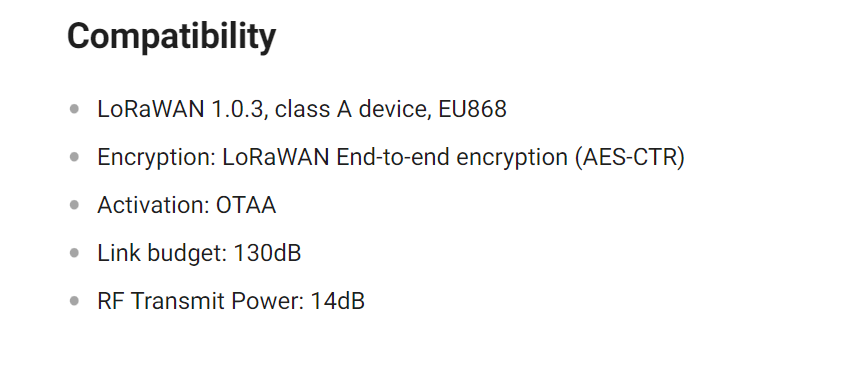 Compatibility
LoRaWAN 1.0.3, class A device, EU868
Encryption: LoRaWAN End-to-end encryption (AES-CTR)
Activation: OTAA
Link budget: 130dB
RF Transmit Power: 14dB